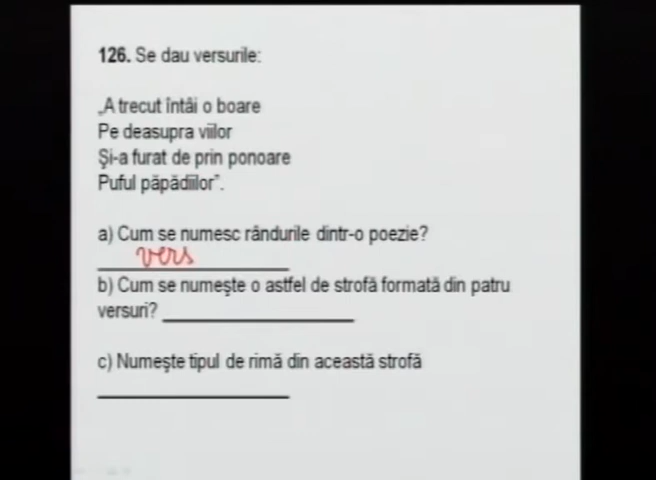 126. Se dau versurile:
„A trecut întâi o boare
Pe deasupra viilor
Şi-a furat de prin ponoare
Puful păpădiilor”.
a) Cum se numesc rândurile dintr-o poezie?
vers
b) Cum se numeşte o astfel de strofă formată din patru
versuri?
c) Numeşte tipul de rimă din această strofă